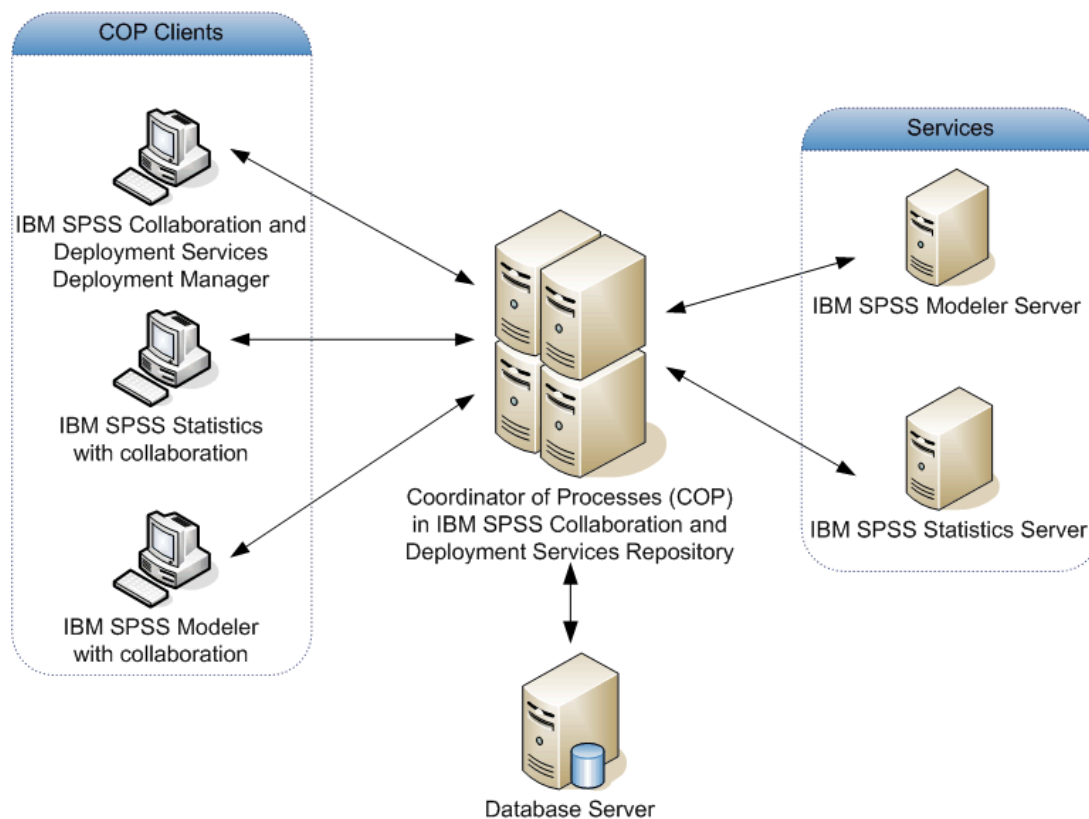 COP Clients
IBM SPSS Collaboration and
Deployment Services
Deployment Manager
IBM SPSS Statistics
with collaboration
IBM SPSS Modeler
with collaboration
Coordinator of Processes (COP)
in IBM SPSS Collaboration and
Deployment Services Repository
Database Server
Services
IBM SPSS Modeler Server
IBM SPSS Statistics Server